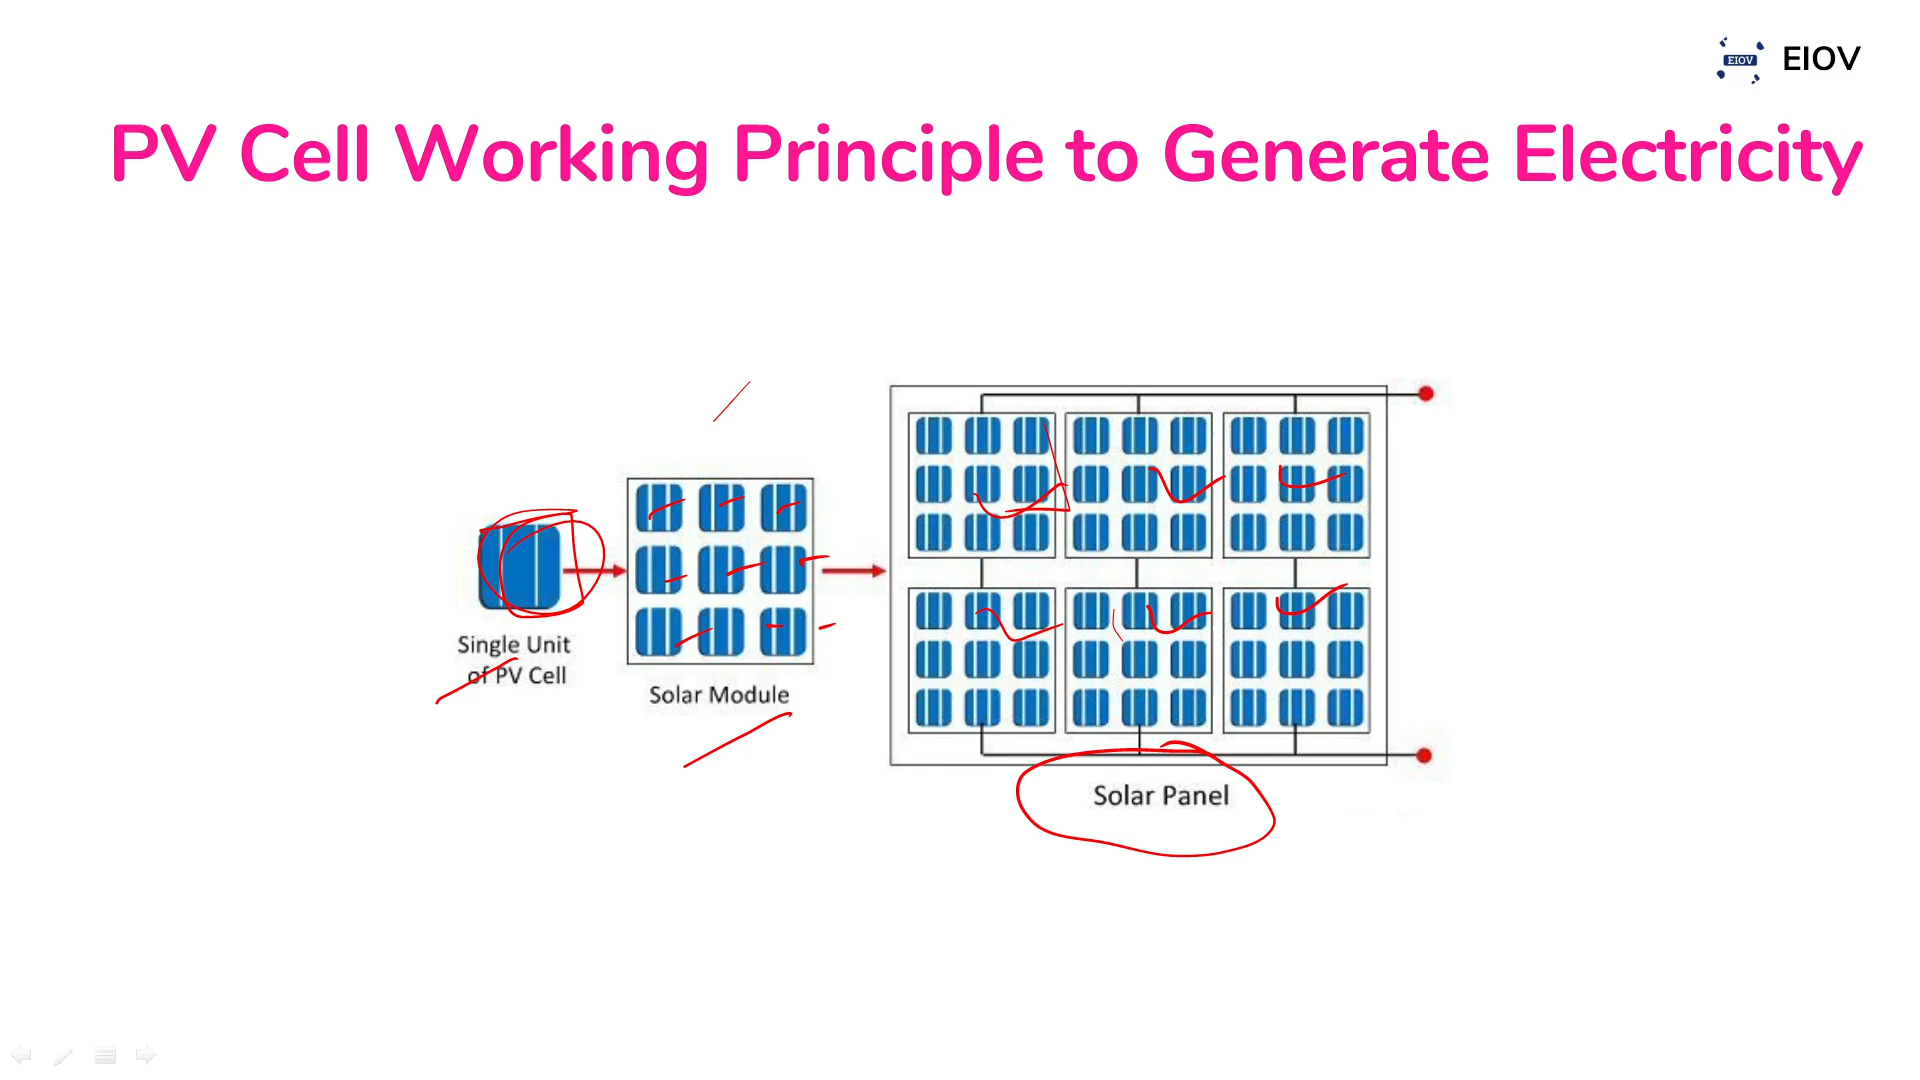 EIOV EIOV
PV Cell Working Principle to Generate Electricity
Single Unit
of PV Cell
Solar Module
Solar Panel